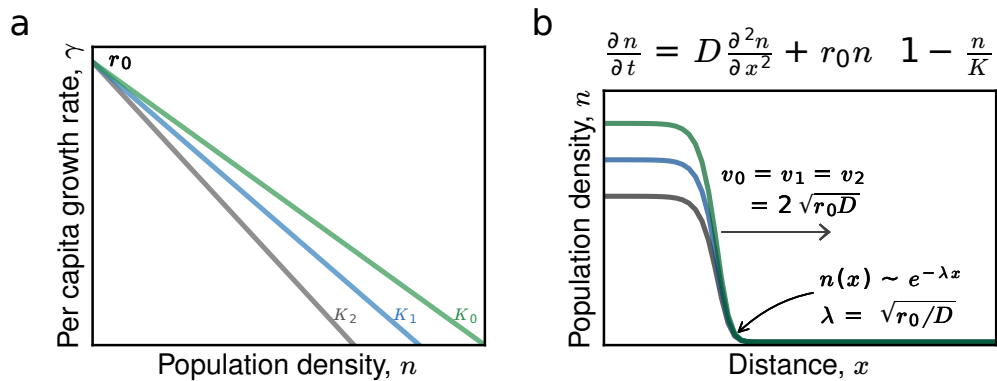 a
Per capita growth rate, γ
r₀
K₂ K₁ K₀
Population density, n
b
∂n/∂t = D ∂²n/∂x² + r₀n 1 − n/K
Population density, n
v₀ = v₁ = v₂
= 2 √r₀D
n(x) ~ e^−λx
λ = √r₀/D
Distance, x